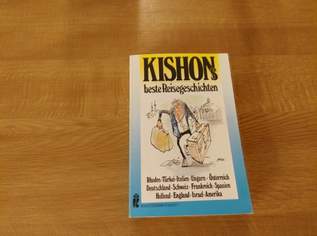 KISHONs
beste Reisegeschichten
Rhodos·Türkei·Italien·Ungarn·Österreich
Deutschland·Schweiz·Frankreich·Spanien
Holland·England·Israel·Amerika